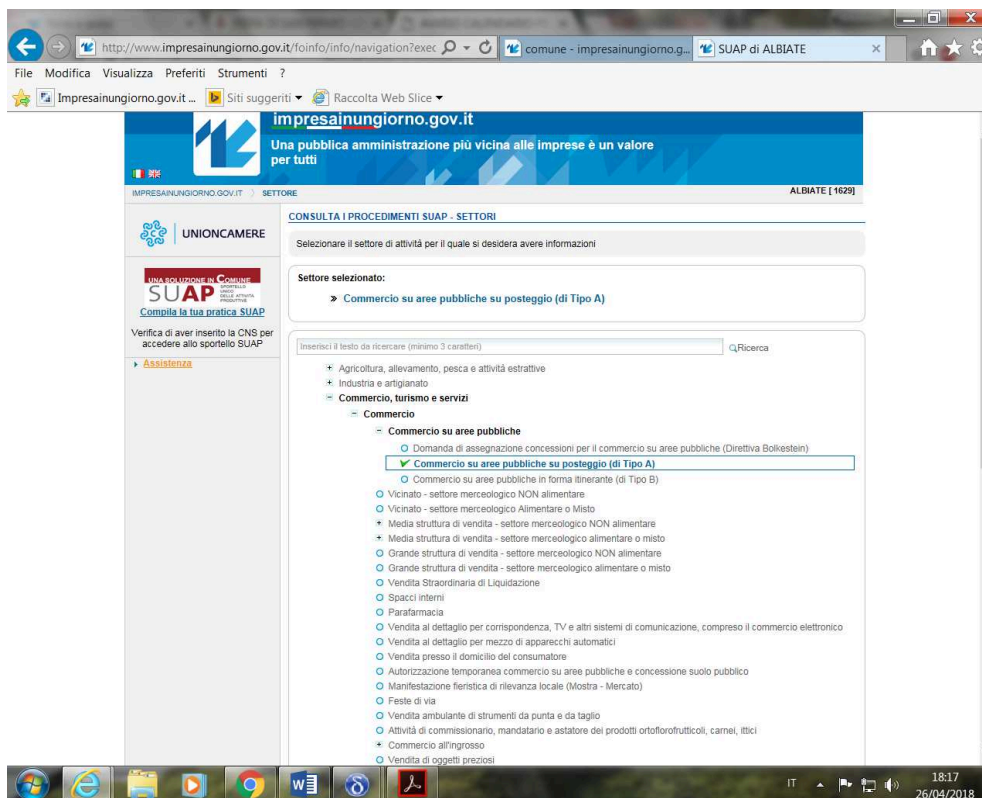 http://www.impresainungiorno.gov.it/foinfo/info/navigation?exec
comune - impresainungiorno.g...
SUAP di ALBIATE
File Modifica Visualizza Preferiti Strumenti ?
Impresainungiorno.gov.it ...
Siti suggeriti
Raccolta Web Slice
impresainungiorno.gov.it
Una pubblica amministrazione più vicina alle imprese è un valore
per tutti
IMPRESAINUNGIORNO.GOV.IT
SETTORE
ALBIATE [ 1629]
UNIONCAMERE
CONSULTA I PROCEDIMENTI SUAP - SETTORI
Selezionare il settore di attività per il quale si desidera avere informazioni
UNA SOLUZIONE IN COMUNE
SUAP
SPORTELLO
UNICO
DELLE ATTIVITÀ
PRODUTTIVE
Compila la tua pratica SUAP
Verifica di aver inserito la CNS per
accedere allo sportello SUAP
Assistenza
Settore selezionato:
» Commercio su aree pubbliche su posteggio (di Tipo A)
Inserisci il testo da ricercare (minimo 3 caratteri)
Ricerca
Agricoltura, allevamento, pesca e attività estrattive
Industria e artigianato
Commercio, turismo e servizi
Commercio
Commercio su aree pubbliche
Domanda di assegnazione concessioni per il commercio su aree pubbliche (Direttiva Bolkestein)
Commercio su aree pubbliche su posteggio (di Tipo A)
Commercio su aree pubbliche in forma itinerante (di Tipo B)
Vicinato - settore merceologico NON alimentare
Vicinato - settore merceologico Alimentare o Misto
Media struttura di vendita - settore merceologico NON alimentare
Media struttura di vendita - settore merceologico alimentare o misto
Grande struttura di vendita - settore merceologico NON alimentare
Grande struttura di vendita - settore merceologico alimentare o misto
Vendita Straordinaria di Liquidazione
Spacci interni
Parafarmacia
Vendita al dettaglio per corrispondenza, TV e altri sistemi di comunicazione, compreso il commercio elettronico
Vendita al dettaglio per mezzo di apparecchi automatici
Vendita presso il domicilio del consumatore
Autorizzazione temporanea commercio su aree pubbliche e concessione suolo pubblico
Manifestazione fieristica di rilevanza locale (Mostra - Mercato)
Feste di via
Vendita ambulante di strumenti da punta e da taglio
Attività di commissionario, mandatario e astatore dei prodotti ortoflorofrutticoli, carnei, ittici
Commercio all'ingrosso
Vendita di oggetti preziosi
IT
18:17
26/04/2018